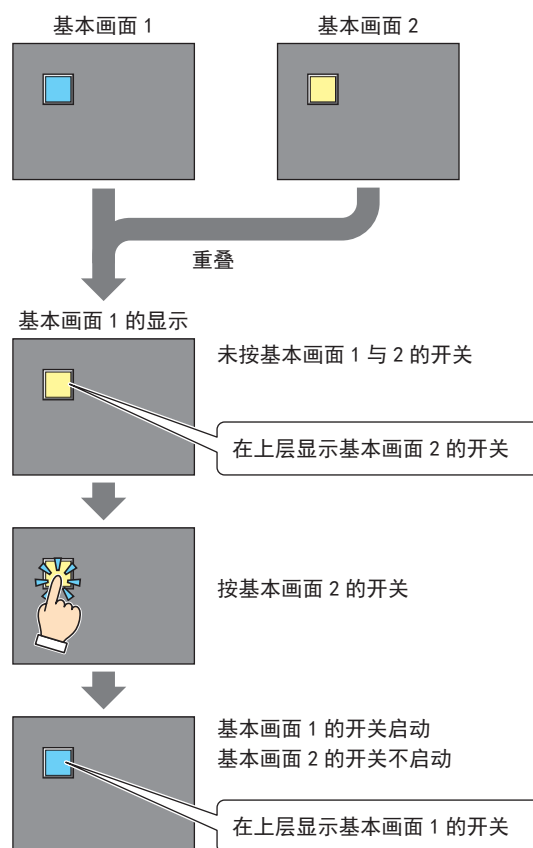 基本画面 1
基本画面 2
重叠
基本画面 1 的显示
未按基本画面 1 与 2 的开关
在上层显示基本画面 2 的开关
按基本画面 2 的开关
基本画面 1 的开关启动
基本画面 2 的开关不启动
在上层显示基本画面 1 的开关